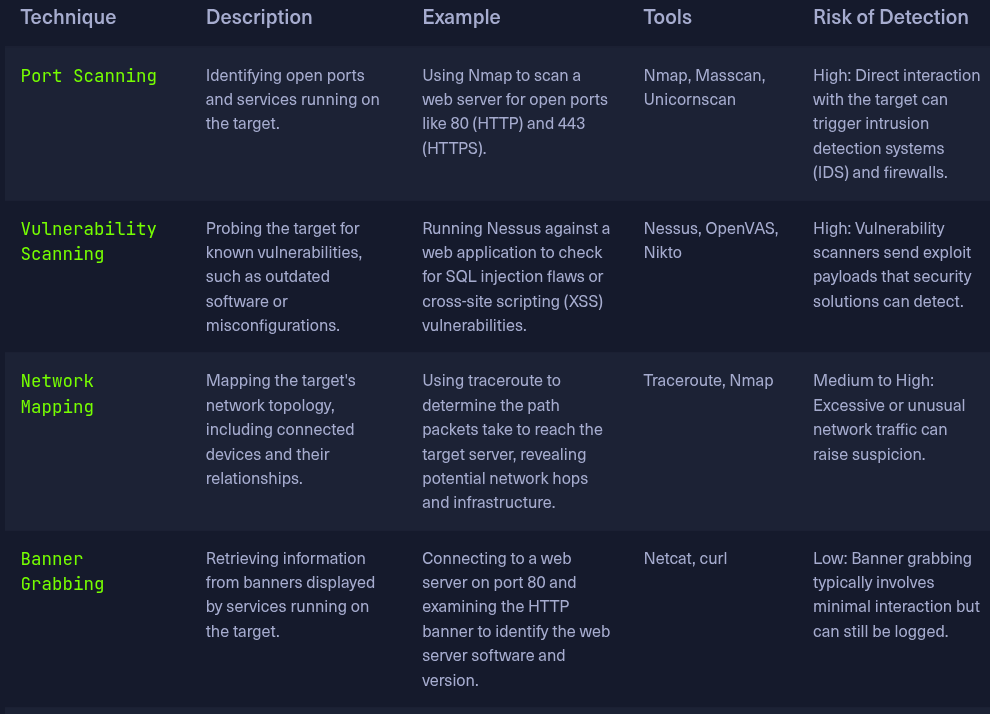 Technique
Description
Example
Tools
Risk of Detection
Port Scanning
Identifying open ports
and services running on
the target.
Using Nmap to scan a
web server for open ports
like 80 (HTTP) and 443
(HTTPS).
Nmap, Masscan,
Unicornscan
High: Direct interaction
with the target can
trigger intrusion
detection systems
(IDS) and firewalls.
Vulnerability
Scanning
Probing the target for
known vulnerabilities,
such as outdated
software or
misconfigurations.
Running Nessus against a
web application to check
for SQL injection flaws or
cross-site scripting (XSS)
vulnerabilities.
Nessus, OpenVAS,
Nikto
High: Vulnerability
scanners send exploit
payloads that security
solutions can detect.
Network
Mapping
Mapping the target's
network topology,
including connected
devices and their
relationships.
Using traceroute to
determine the path
packets take to reach the
target server, revealing
potential network hops
and infrastructure.
Traceroute, Nmap
Medium to High:
Excessive or unusual
network traffic can
raise suspicion.
Banner
Grabbing
Retrieving information
from banners displayed
by services running on
the target.
Connecting to a web
server on port 80 and
examining the HTTP
banner to identify the web
server software and
version.
Netcat, curl
Low: Banner grabbing
typically involves
minimal interaction but
can still be logged.